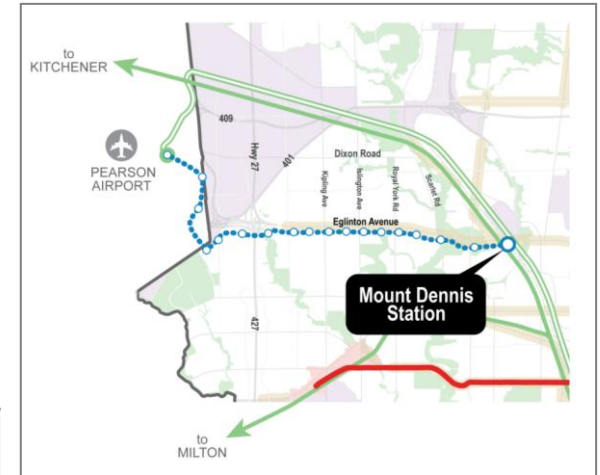 to
KITCHENER
409
Hwy 27
401
Dixon Road
PEARSON
AIRPORT
Kipling Ave
Islington Ave
Royal York Rd
Scarlet Rd
Eglinton Avenue
Mount Dennis
Station
427
to
MILTON